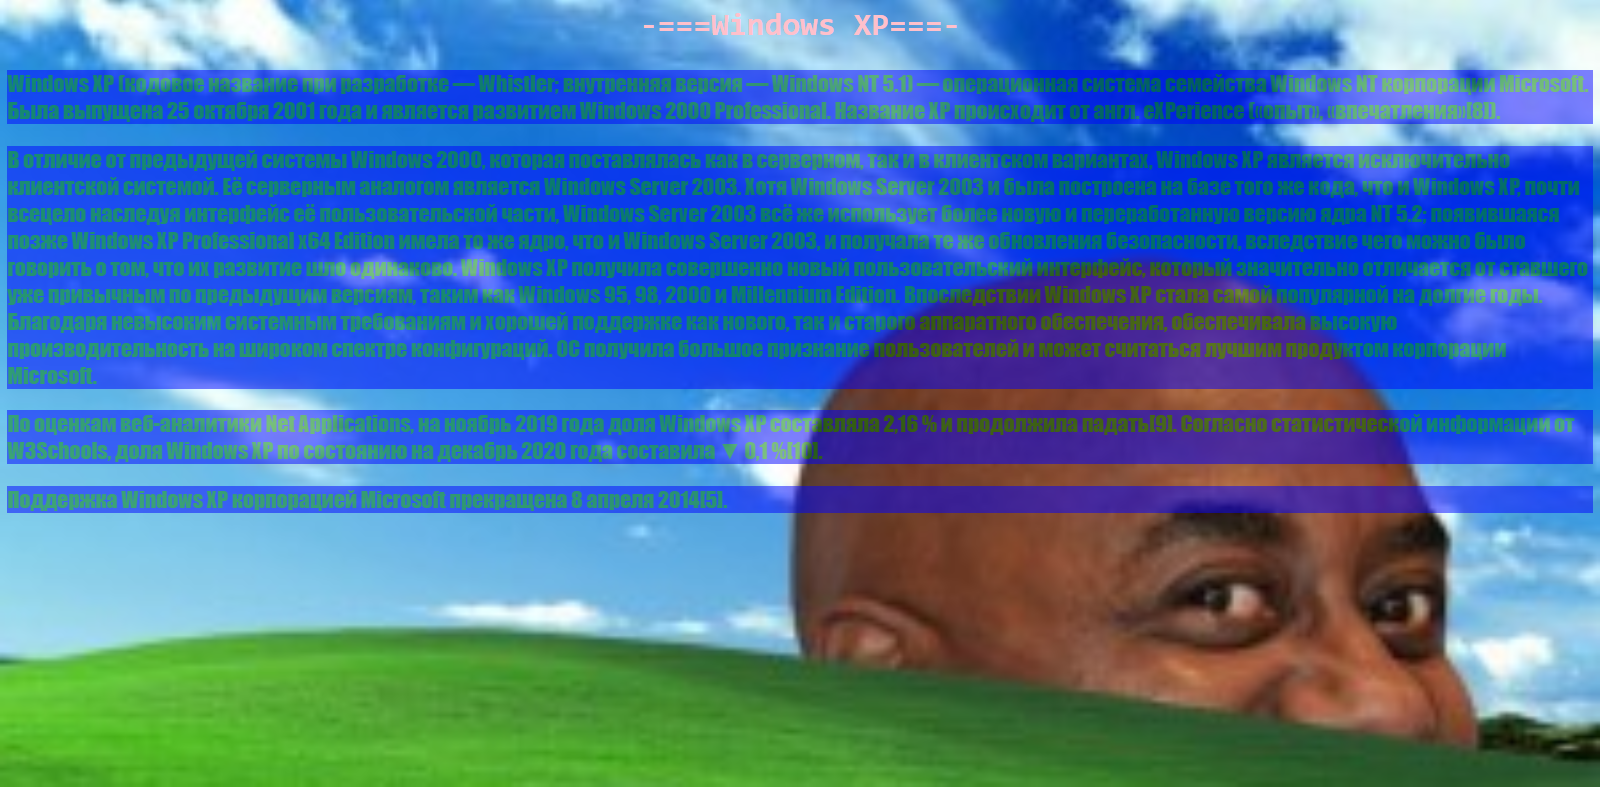 -===Windows XP===-
Windows XP (кодовое название при разработке — Whistler; внутренняя версия — Windows NT 5.1) — операционная система семейства Windows NT корпорации Microsoft.
Была выпущена 25 октября 2001 года и является развитием Windows 2000 Professional. Название XP происходит от англ. eXPerience («опыт», «впечатления»[8]).
В отличие от предыдущей системы Windows 2000, которая поставлялась как в серверном, так и в клиентском вариантах, Windows XP является исключительно
клиентской системой. Её серверным аналогом является Windows Server 2003. Хотя Windows Server 2003 и была построена на базе того же кода, что и Windows XP, почти
всецело наследуя интерфейс её пользовательской части, Windows Server 2003 всё же использует более новую и переработанную версию ядра NT 5.2; появившаяся
позже Windows XP Professional x64 Edition имела то же ядро, что и Windows Server 2003, и получала те же обновления безопасности, вследствие чего можно было
говорить о том, что их развитие шло одинаково. Windows XP получила совершенно новый пользовательский интерфейс, который значительно отличается от ставшего
уже привычным по предыдущим версиям, таким как Windows 95, 98, 2000 и Millennium Edition. Впоследствии Windows XP стала самой популярной на долгие годы.
Благодаря невысоким системным требованиям и хорошей поддержке как нового, так и старого аппаратного обеспечения, обеспечивала высокую
производительность на широком спектре конфигураций. ОС получила большое признание пользователей и может считаться лучшим продуктом корпорации
Microsoft.
По оценкам веб-аналитики Net Applications, на ноябрь 2019 года доля Windows XP составляла 2,16 % и продолжила падать[9]. Согласно статистической информации от
W3Schools, доля Windows XP по состоянию на декабрь 2020 года составила ▼ 0,1 %[10].
Поддержка Windows XP корпорацией Microsoft прекращена 8 апреля 2014[5].